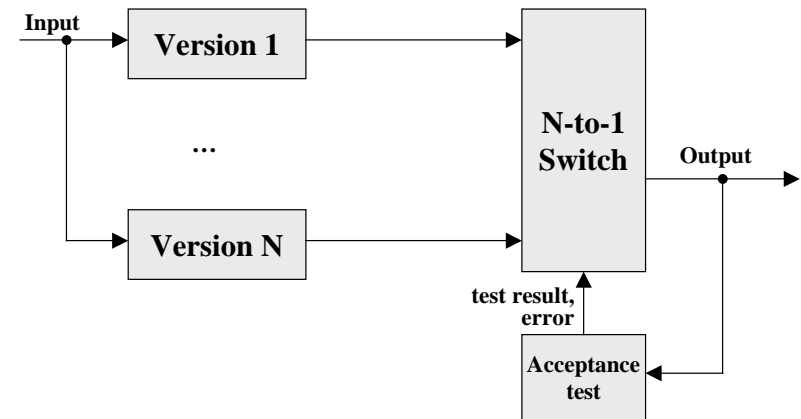 Input
Version 1
...
Version N
N-to-1
Switch
Output
test result,
error
Acceptance
test